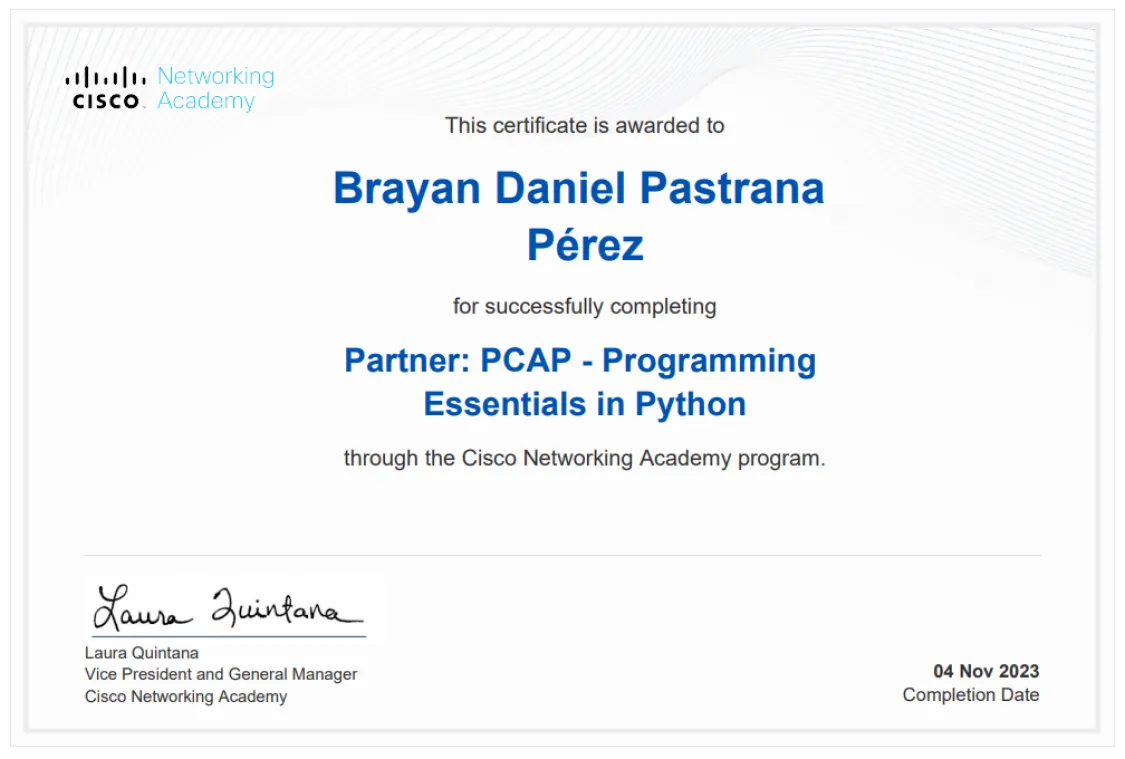 Networking
CISCO. Academy
This certificate is awarded to
Brayan Daniel Pastrana
Pérez
for successfully completing
Partner: PCAP - Programming
Essentials in Python
through the Cisco Networking Academy program.
Laura Quintana
Laura Quintana
Vice President and General Manager
Cisco Networking Academy
04 Nov 2023
Completion Date